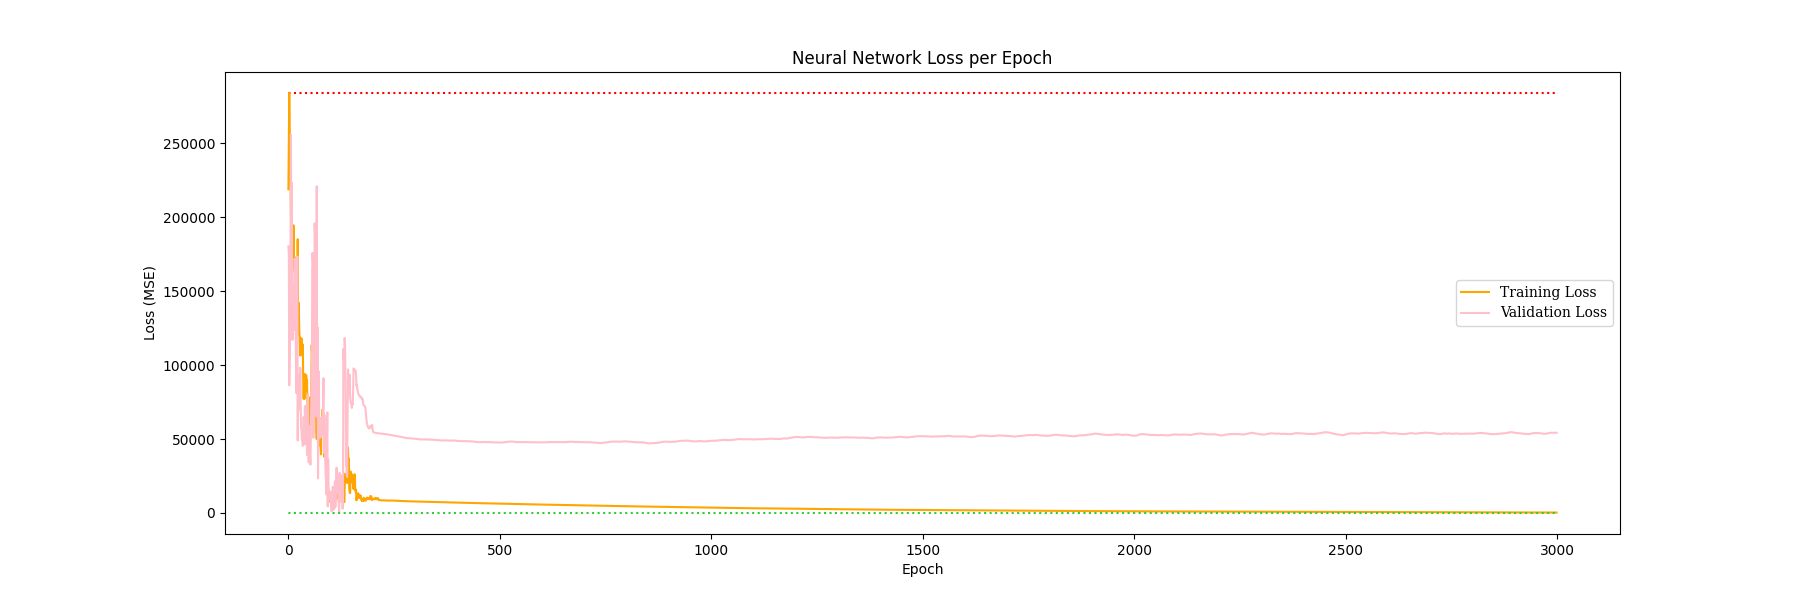 Neural Network Loss per Epoch
Loss (MSE)
250000
200000
150000
100000
50000
0
Training Loss
Validation Loss
0 500 1000 1500 2000 2500 3000
Epoch